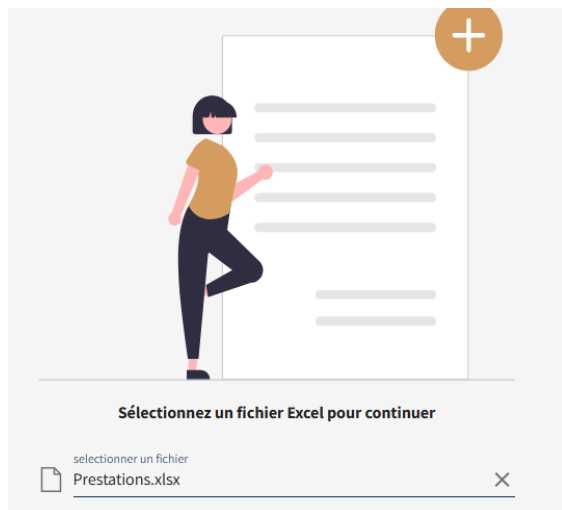 Sélectionnez un fichier Excel pour continuer
selectionner un fichier
Prestations.xlsx